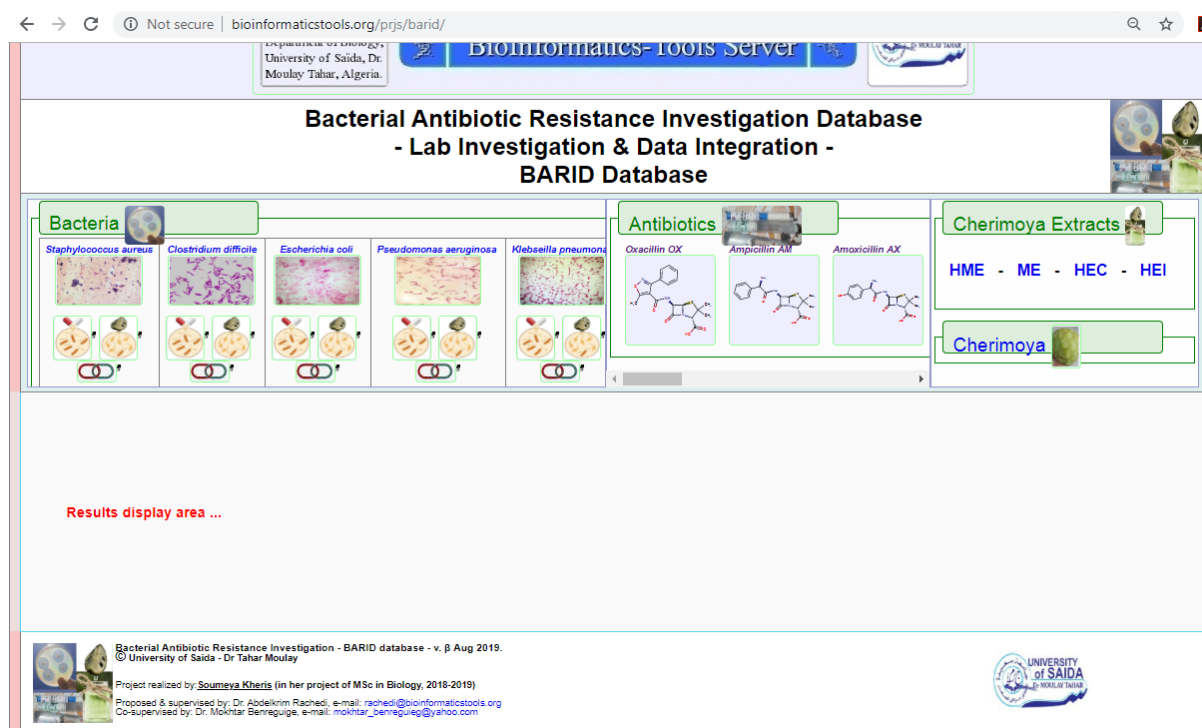 Not secure | bioinformaticstools.org/prjs/barid/
Department of Biology,
University of Saïda, Dr.
Moulay Tahar, Algeria.
Bioinformatics-Tools Server
Dr MOULAY TAHAR
Bacterial Antibiotic Resistance Investigation Database
- Lab Investigation & Data Integration -
BARID Database
Bacteria
Staphylococcus aureus
Clostridium difficile
Escherichia coli
Pseudomonas aeruginosa
Klebseilla pneumona
Antibiotics
Oxacillin OX
Ampicillin AM
Amoxicillin AX
Cherimoya Extracts
HME - ME - HEC - HEI
Cherimoya
Results display area ...
Bacterial Antibiotic Resistance Investigation - BARID database - v. β Aug 2019.
© University of Saida - Dr Tahar Moulay
Project realized by: Soumeya Kheris (in her project of MSc in Biology, 2018-2019)
Proposed & supervised by: Dr. Abdelkrim Rachedi, e-mail: rachedi@bioinformaticstools.org
Co-supervised by: Dr. Mokhtar Benreguige, e-mail: mokhtar_benreguieg@yahoo.com
UNIVERSITY
of SAIDA
Dr MOULAY TAHAR